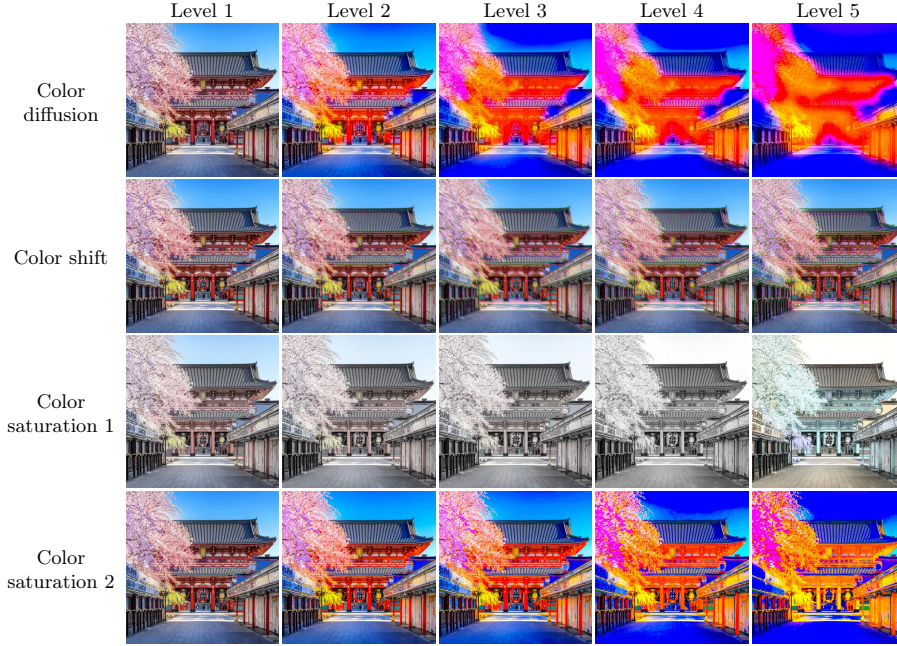 Level 1
Level 2
Level 3
Level 4
Level 5
Color
diffusion
Color shift
Color
saturation 1
Color
saturation 2